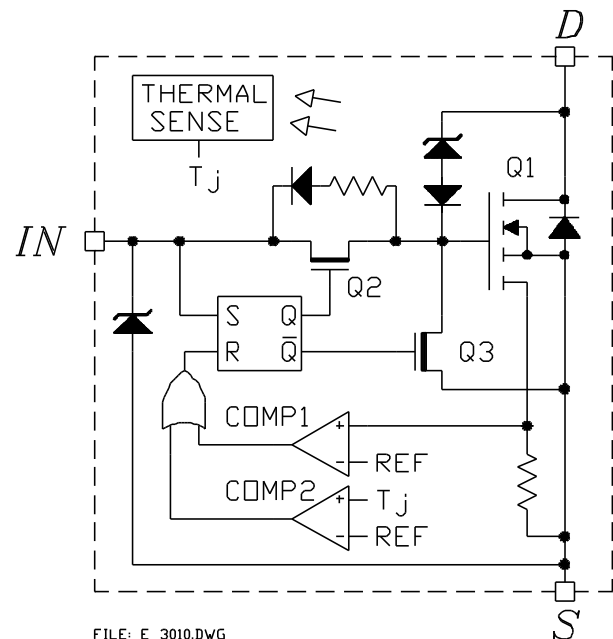 D
THERMAL
SENSE
Tj
Q1
IN
Q2
S Q
R Q̅
Q3
COMP1
+
- REF
COMP2
+ Tj
- REF
S
FILE: E_3010.DWG